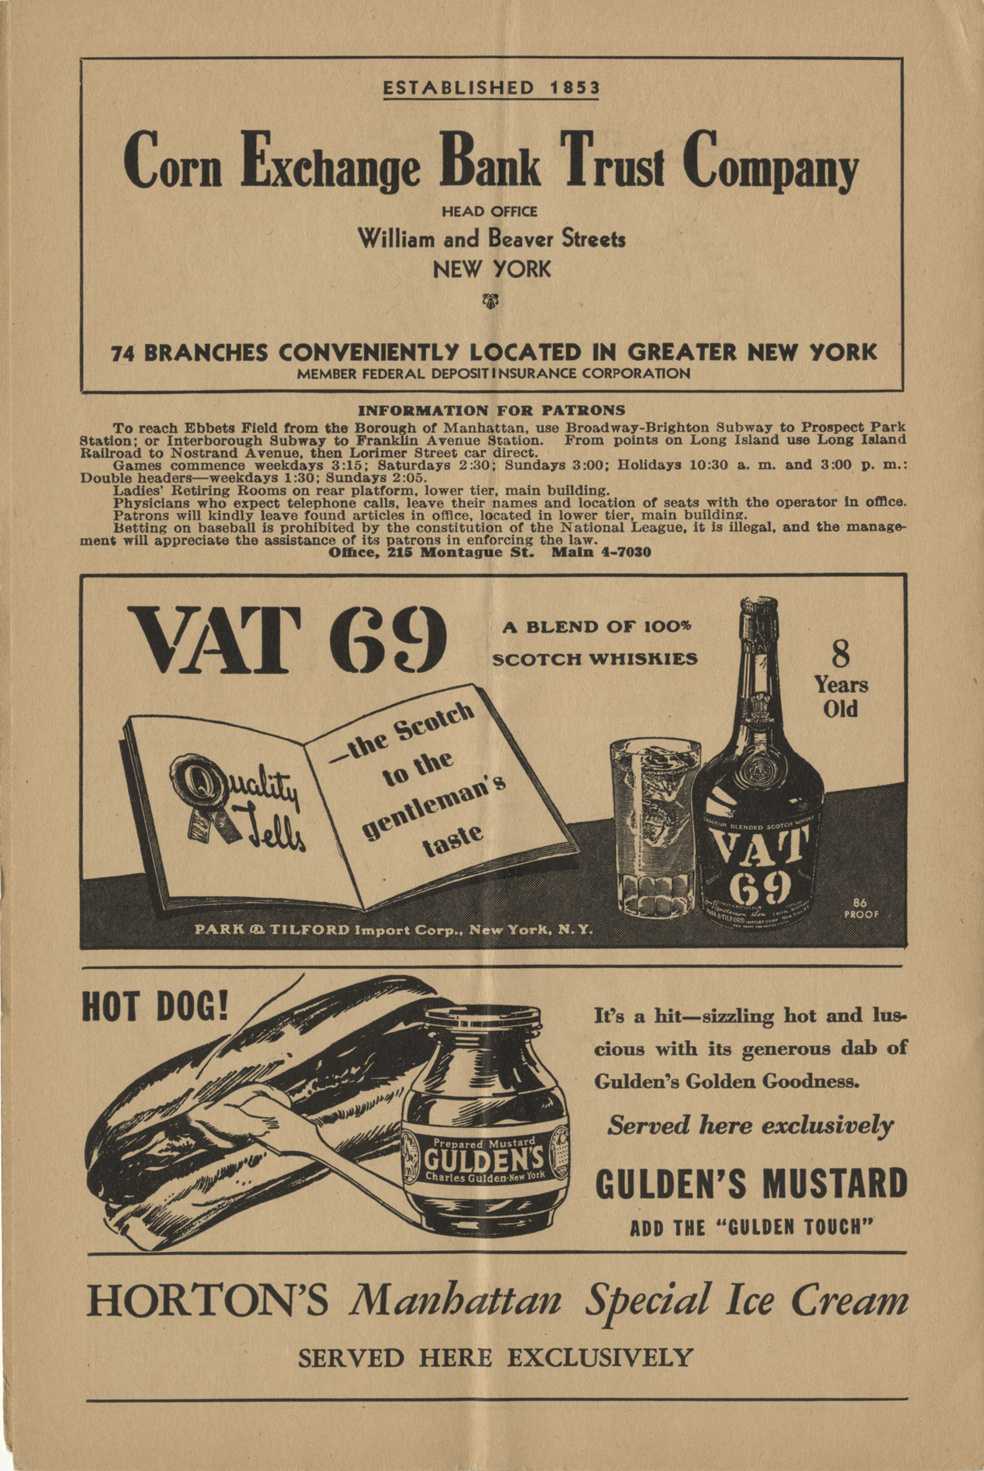 ESTABLISHED 1853
Corn Exchange Bank Trust Company
HEAD OFFICE
William and Beaver Streets
NEW YORK
74 BRANCHES CONVENIENTLY LOCATED IN GREATER NEW YORK
MEMBER FEDERAL DEPOSIT INSURANCE CORPORATION
INFORMATION FOR PATRONS
To reach Ebbets Field from the Borough of Manhattan, use Broadway-Brighton Subway to Prospect Park
Station; or Interborough Subway to Franklin Avenue Station. From points on Long Island use Long Island
Railroad to Nostrand Avenue, then Lorimer Street car direct.
Games commence weekdays 3:15; Saturdays 2:30; Sundays 3:00; Holidays 10:30 a. m. and 3:00 p. m.:
Double headers—weekdays 1:30; Sundays 2:05.
Ladies' Retiring Rooms on rear platform, lower tier, main building.
Physicians who expect telephone calls, leave their names and location of seats with the operator in office.
Patrons will kindly leave found articles in office, located in lower tier, main building.
Betting on baseball is prohibited by the constitution of the National League, it is illegal, and the manage-
ment will appreciate the assistance of its patrons in enforcing the law.
Office, 215 Montague St. Main 4-7030
VAT 69
A BLEND OF 100%
SCOTCH WHISKIES
8
Years
Old
Quality
Tells
—the Scotch
to the
gentleman's
taste
LIQUEUR BLENDED SCOTCH WHISKY
VAT
69
PARK & TILFORD IMPORT CORP.
86
PROOF
PARK & TILFORD Import Corp., New York, N.Y.
HOT DOG!
Prepared Mustard
GULDEN'S
Charles Gulden-New York
It's a hit—sizzling hot and lus-
cious with its generous dab of
Gulden's Golden Goodness.
Served here exclusively
GULDEN'S MUSTARD
ADD THE "GULDEN TOUCH"
HORTON'S Manhattan Special Ice Cream
SERVED HERE EXCLUSIVELY